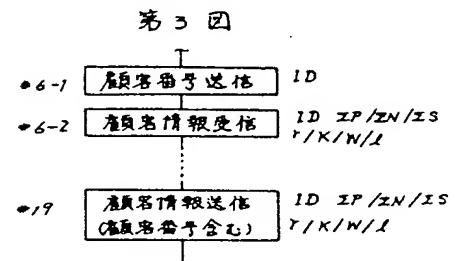 第3図
#6-1 顧客番号送信 ID
#6-2 顧客情報受信 ID ΣP/ΣN/ΣS
r/K/W/l
#19 顧客情報送信 ID ΣP/ΣN/ΣS
(顧客番号含む) r/K/W/l